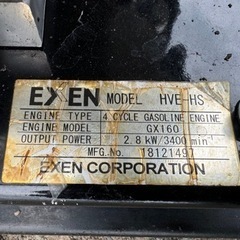 EXEN MODEL HVE-HS
ENGINE TYPE 4 CYCLE GASOLINE ENGINE
ENGINE MODEL GX160
OUTPUT POWER 2.8 kW/3400 min
MFG.No. 18121497
EXEN CORPORATION